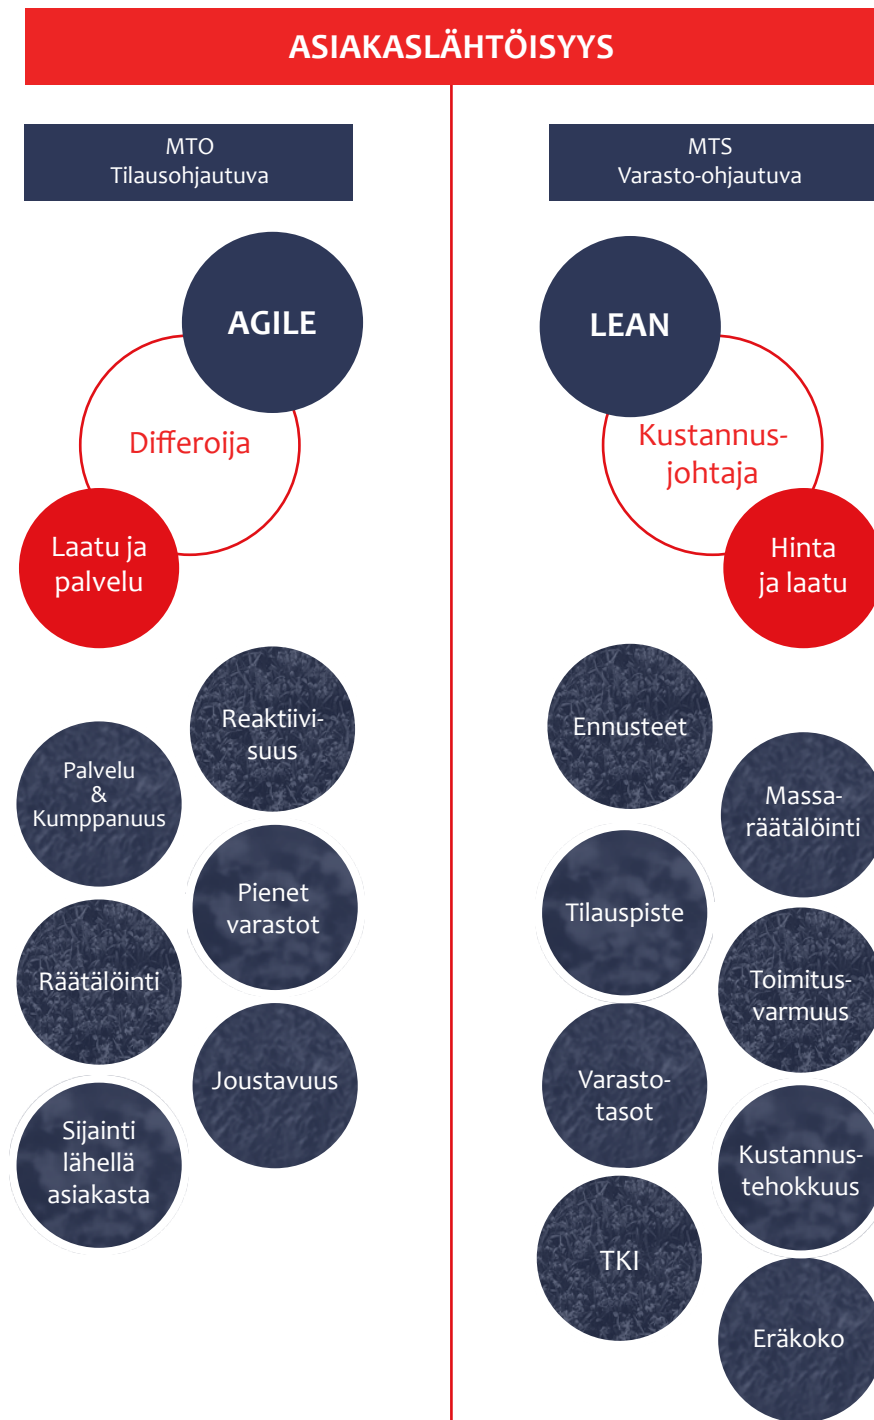 ASIAKASLÄHTÖISYYS
MTO
Tilausohjautuva
AGILE
Differoija
Laatu ja
palvelu
Reaktiivi-
suus
Palvelu
&
Kumppanuus
Pienet
varastot
Räätälöinti
Joustavuus
Sijainti
lähellä
asiakasta
MTS
Varasto-ohjautuva
LEAN
Kustannus-
johtaja
Hinta
ja laatu
Ennusteet
Massa-
räätälöinti
Tilauspiste
Toimitus-
varmuus
Varasto-
tasot
Kustannus-
tehokkuus
TKI
Eräkoko